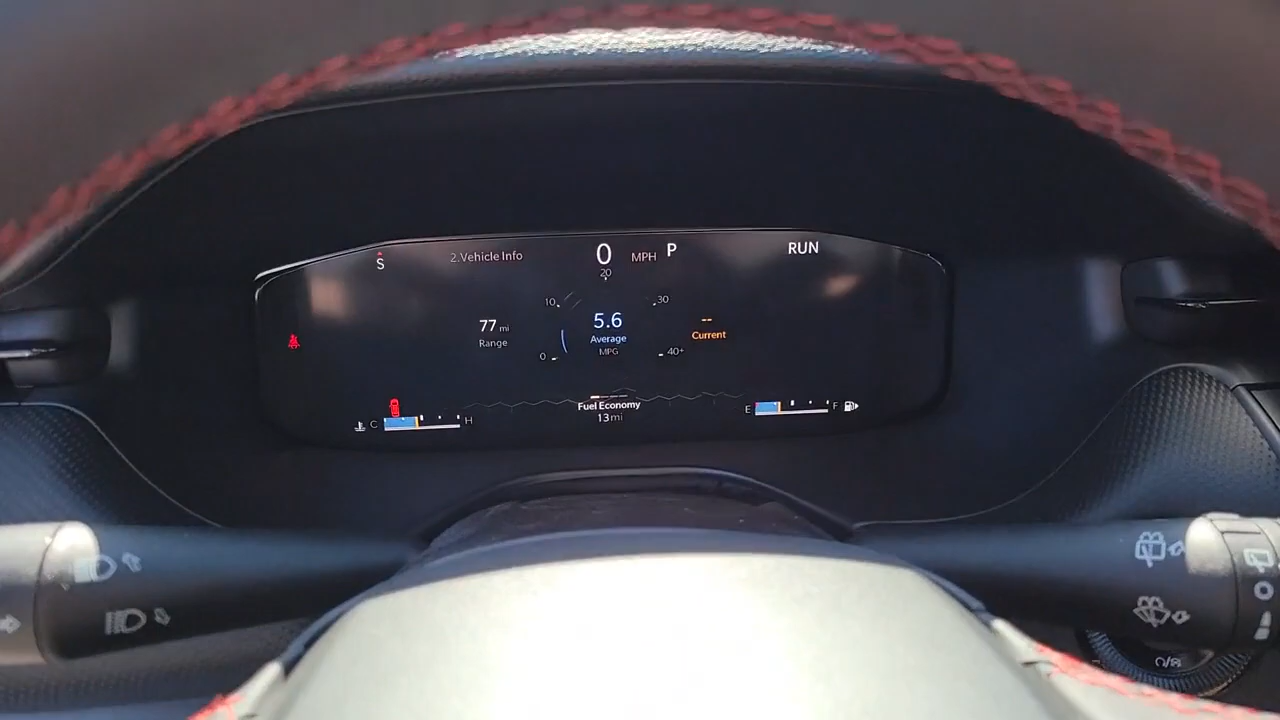 S
2.Vehicle Info
0 MPH P
RUN
20
10
30
5.6
Average
MPG
0
40+
77 mi
Range
--
Current
C
H
Fuel Economy
13mi
E
F